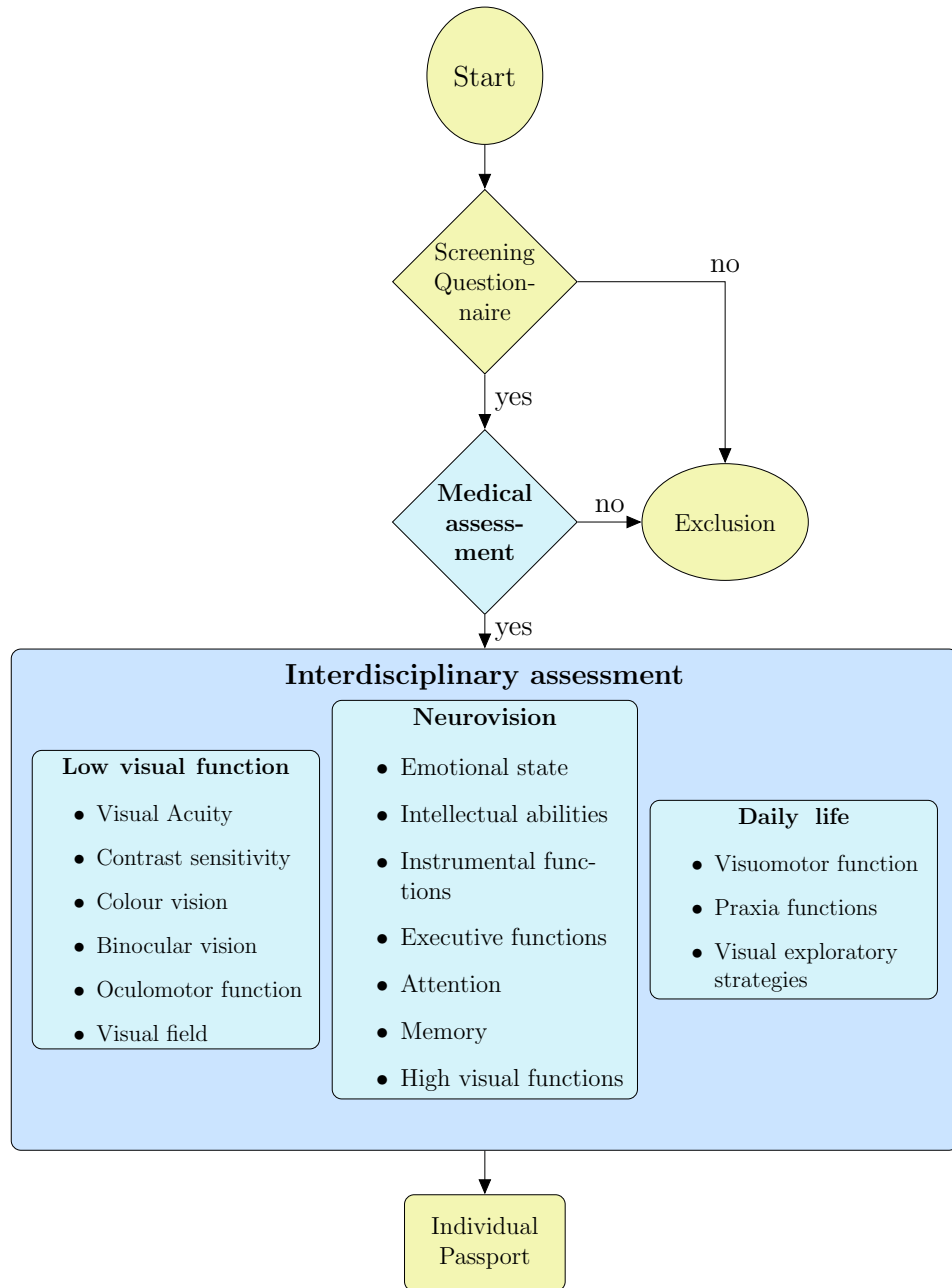 Start
Screening
Question-
naire
no
yes
Medical
assess-
ment
no
Exclusion
yes
Interdisciplinary assessment
Low visual function
• Visual Acuity
• Contrast sensitivity
• Colour vision
• Binocular vision
• Oculomotor function
• Visual field
Neurovision
• Emotional state
• Intellectual abilities
• Instrumental func-
tions
• Executive functions
• Attention
• Memory
• High visual functions
Daily life
• Visuomotor function
• Praxia functions
• Visual exploratory
strategies
Individual
Passport